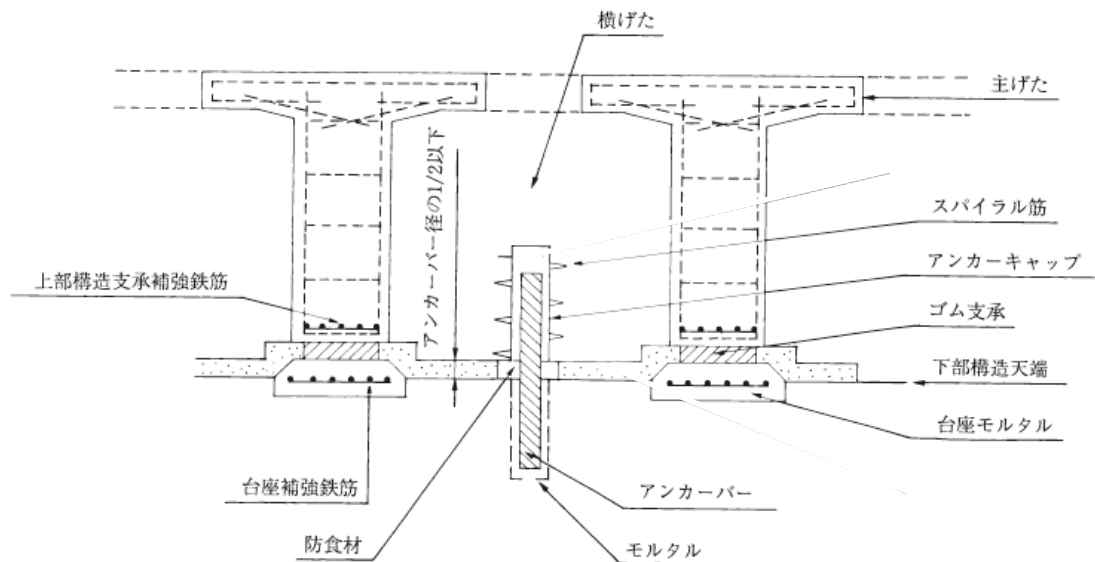 横げた
主げた
アンカーバー径の1/2以下
スパイラル筋
アンカーキャップ
上部構造支承補強鉄筋
ゴム支承
下部構造天端
台座モルタル
台座補強鉄筋
アンカーバー
防食材
モルタル